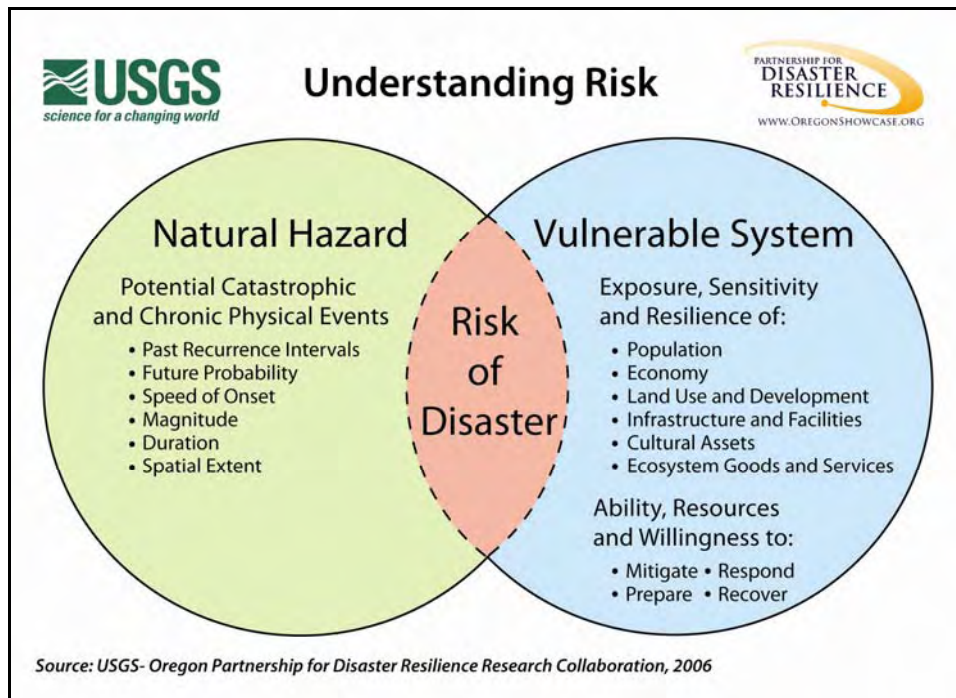 USGS
science for a changing world
Understanding Risk
PARTNERSHIP FOR
DISASTER
RESILIENCE
WWW.OREGONSHOWCASE.ORG
Natural Hazard
Potential Catastrophic
and Chronic Physical Events
• Past Recurrence Intervals
• Future Probability
• Speed of Onset
• Magnitude
• Duration
• Spatial Extent
Risk
of
Disaster
Vulnerable System
Exposure, Sensitivity
and Resilience of:
• Population
• Economy
• Land Use and Development
• Infrastructure and Facilities
• Cultural Assets
• Ecosystem Goods and Services
Ability, Resources
and Willingness to:
• Mitigate • Respond
• Prepare • Recover
Source: USGS- Oregon Partnership for Disaster Resilience Research Collaboration, 2006